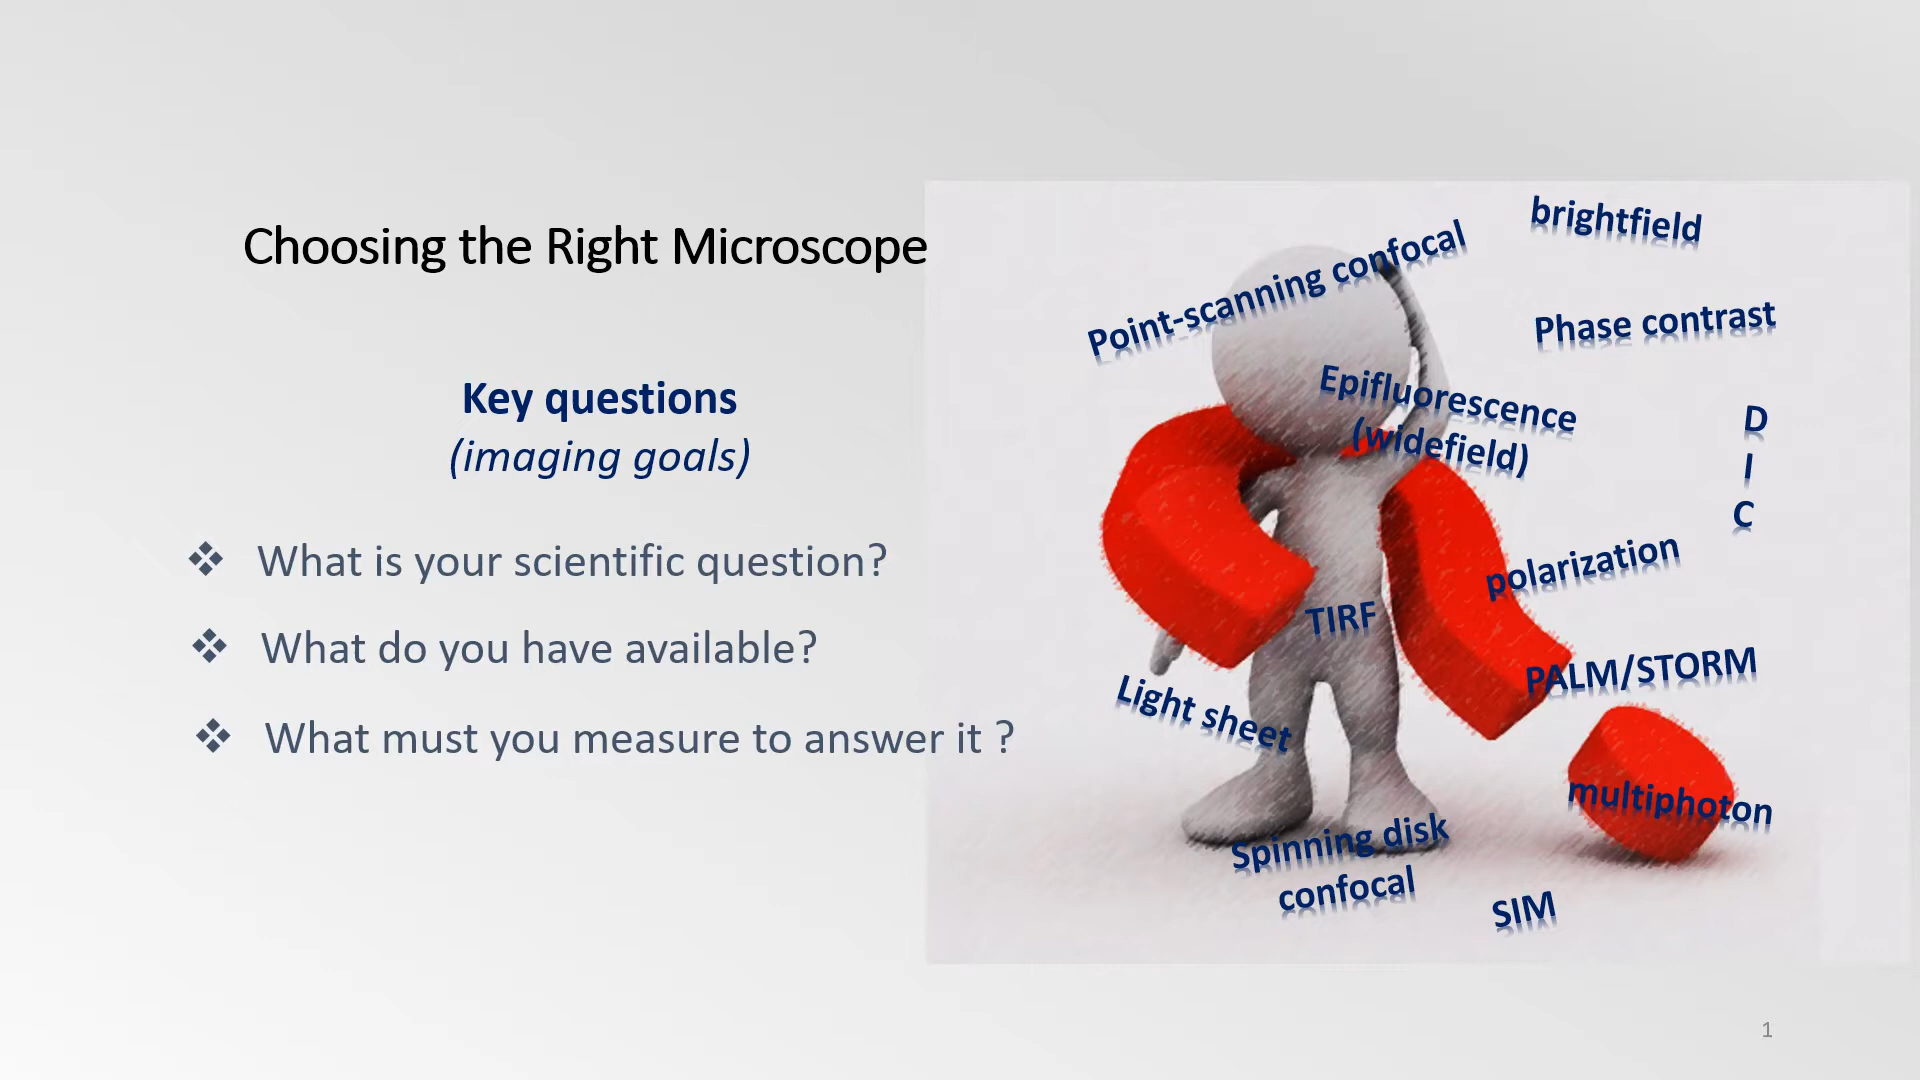 Choosing the Right Microscope
Key questions
(imaging goals)
❖ What is your scientific question?
❖ What do you have available?
❖ What must you measure to answer it ?
brightfield
Point-scanning confocal
Phase contrast
Epifluorescence
(widefield)
D
I
C
polarization
TIRF
PALM/STORM
Light sheet
multiphoton
Spinning disk
confocal
SIM
1